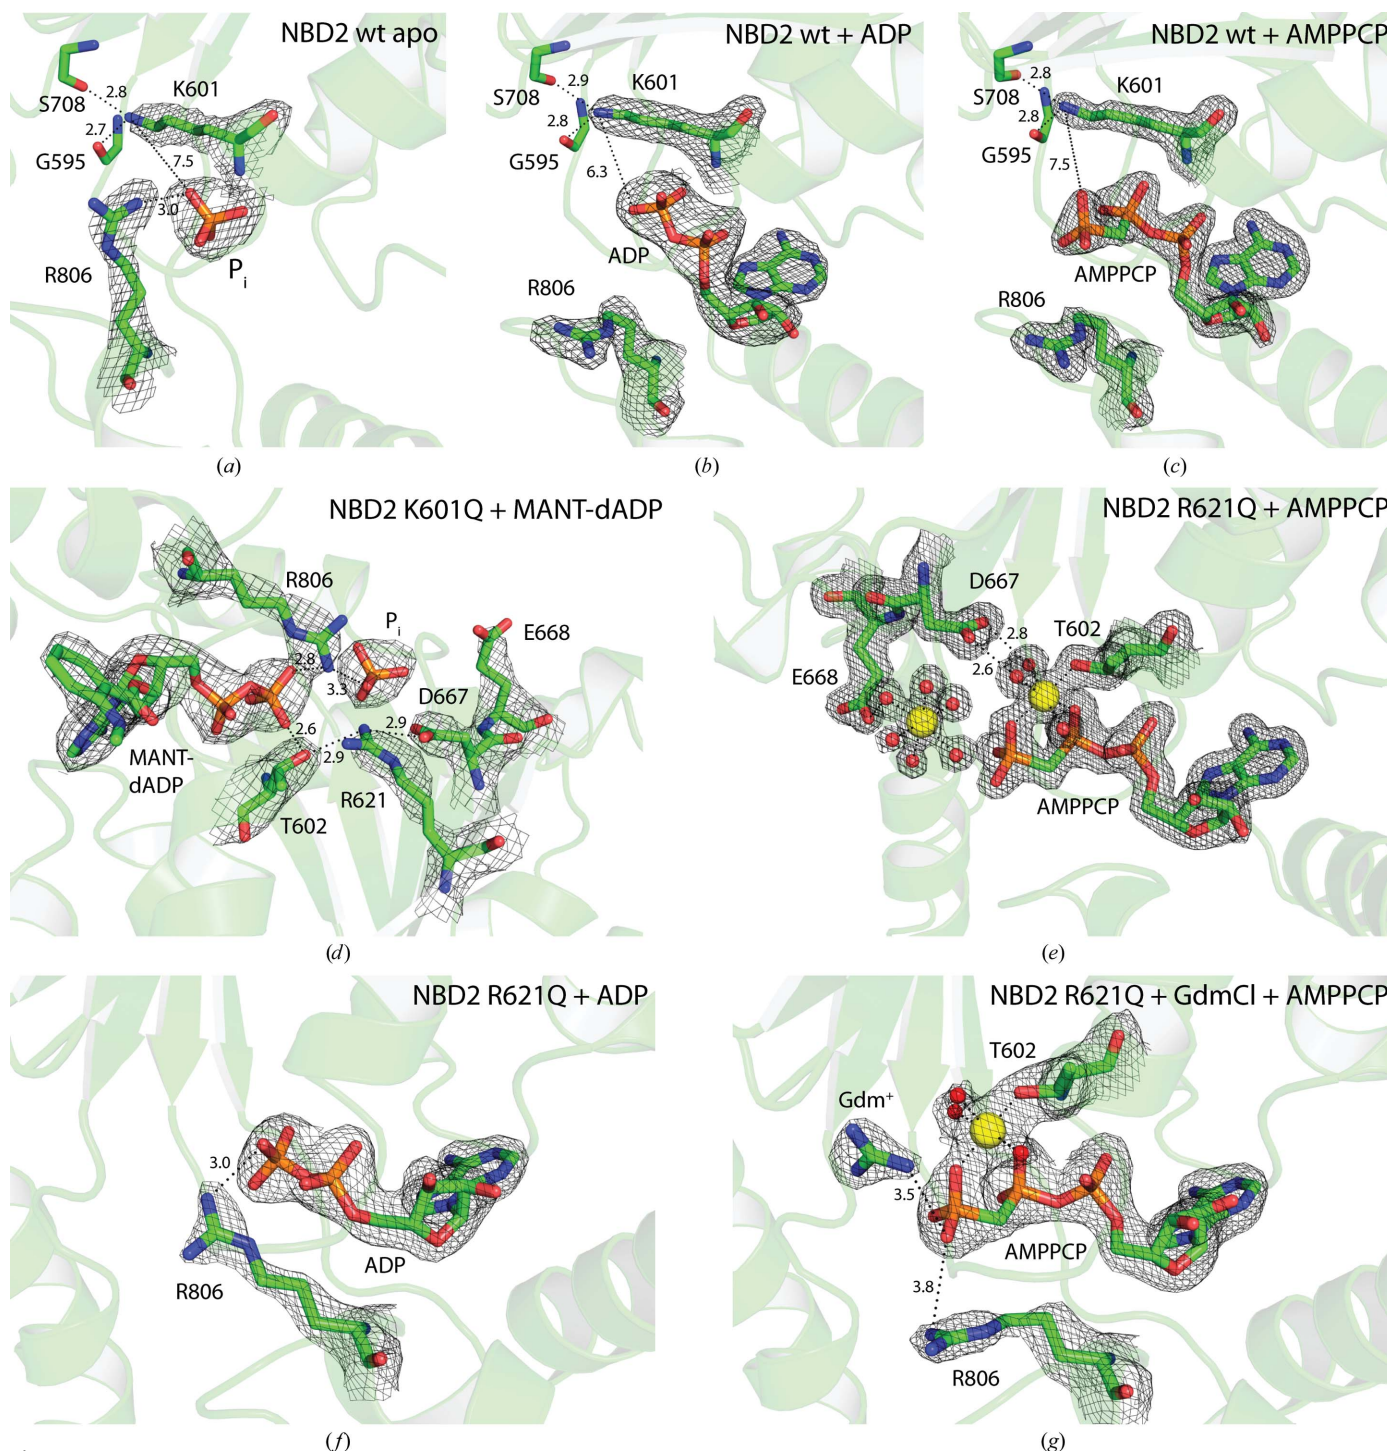 NBD2 wt apo
2.8
K601
S708
2.7
G595
7.5
3.0
R806
Pi
(a)
NBD2 wt + ADP
2.9
K601
S708
2.8
G595
6.3
ADP
R806
(b)
NBD2 wt + AMPPCP
2.8
K601
S708
2.8
G595
7.5
AMPPCP
R806
(c)
NBD2 K601Q + MANT-dADP
R806
Pi
E668
2.8
3.3
D667
2.6
2.9
2.9
MANT-
dADP
R621
T602
(d)
NBD2 R621Q + AMPPCP
D667
2.8
T602
2.6
E668
AMPPCP
(e)
NBD2 R621Q + ADP
3.0
ADP
R806
(f)
NBD2 R621Q + GdmCl + AMPPCP
T602
Gdm⁺
3.5
AMPPCP
3.8
R806
(g)